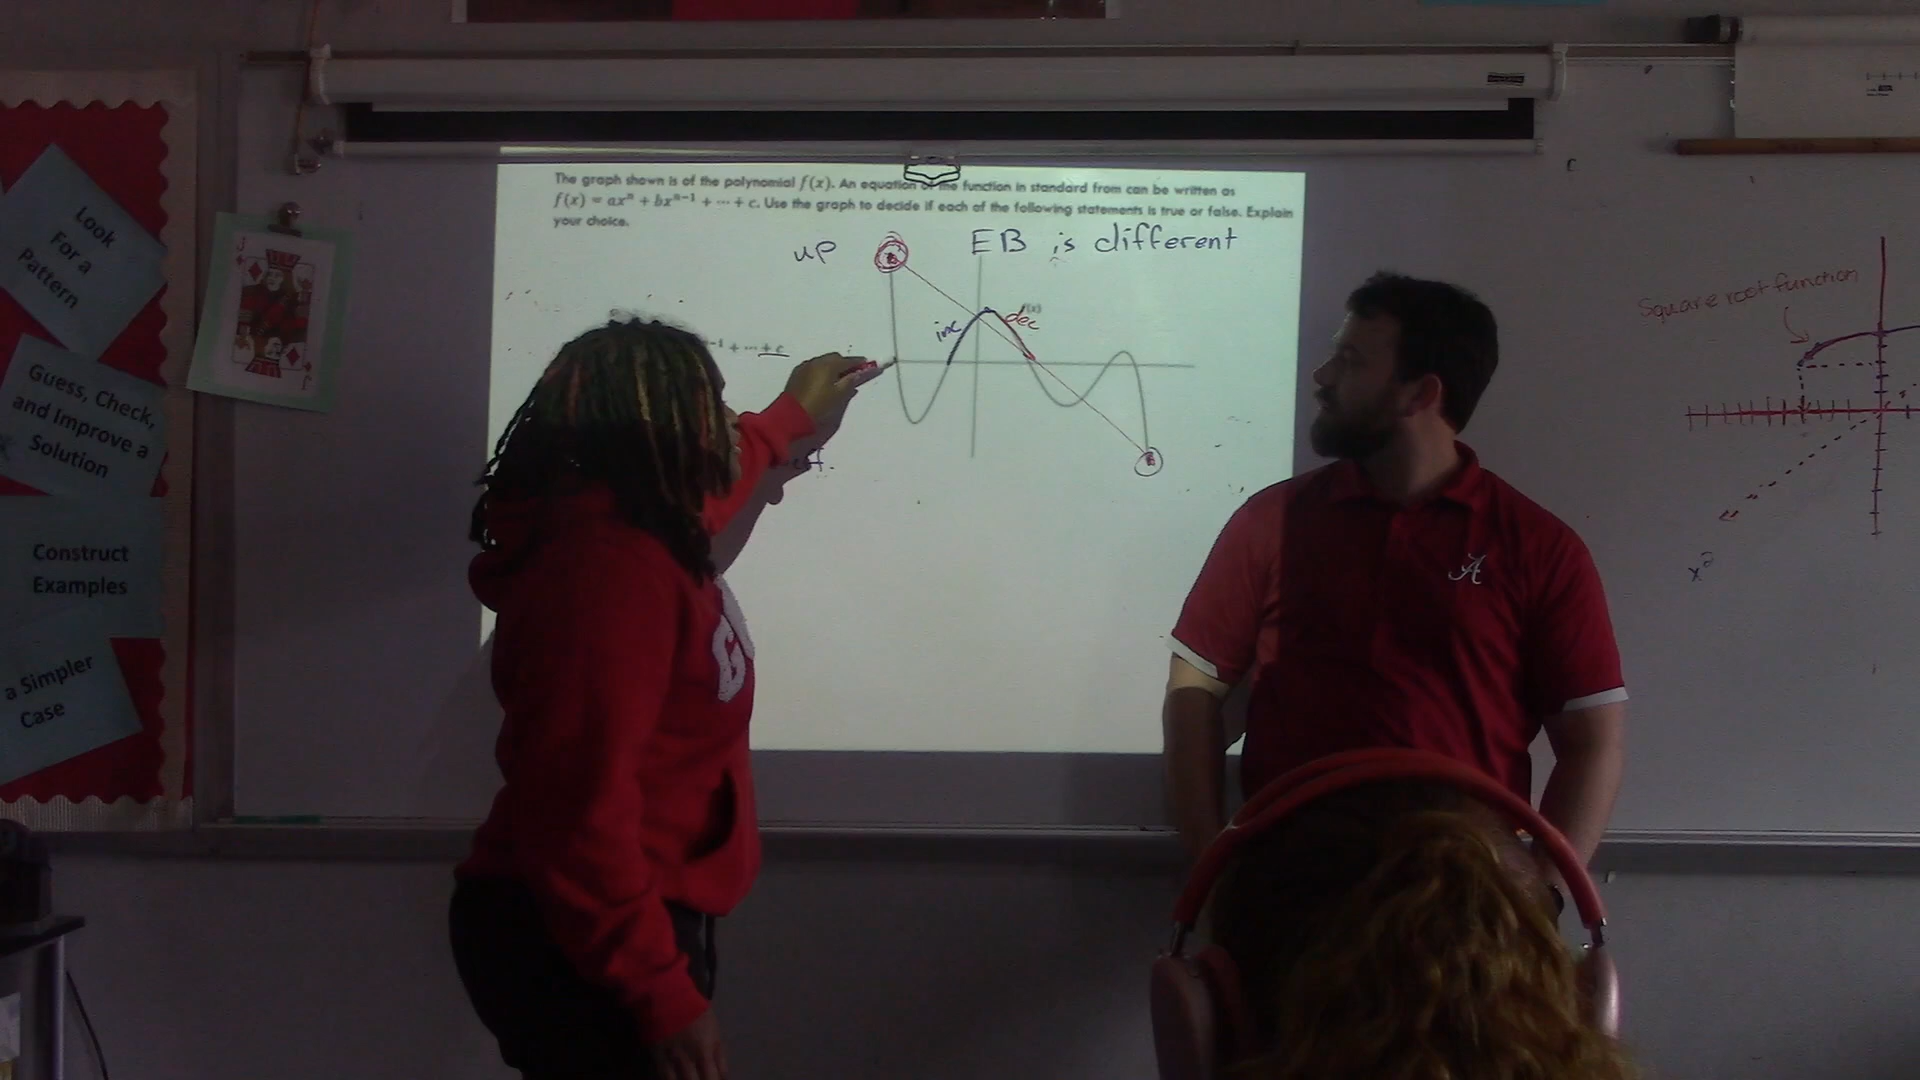 The graph shown is of the polynomial f(x). An equation of the function in standard from can be written as
f(x) = axⁿ + bxⁿ⁻¹ + ··· + c. Use the graph to decide if each of the following statements is true or false. Explain
your choice.
up
EB is different
inc
dec
f(x)
⁻¹ + ··· + c
Look
For a
Pattern
Guess, Check,
and Improve a
Solution
Construct
Examples
a Simpler
Case
J
J
G
A
Square root function
x²